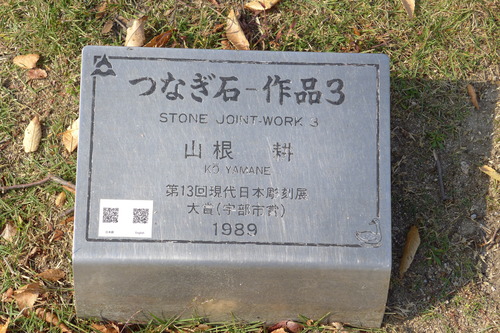 つなぎ石-作品3
STONE JOINT-WORK 3
山根 耕
KO YAMANE
第13回現代日本彫刻展
大賞(宇部市賞)
1989